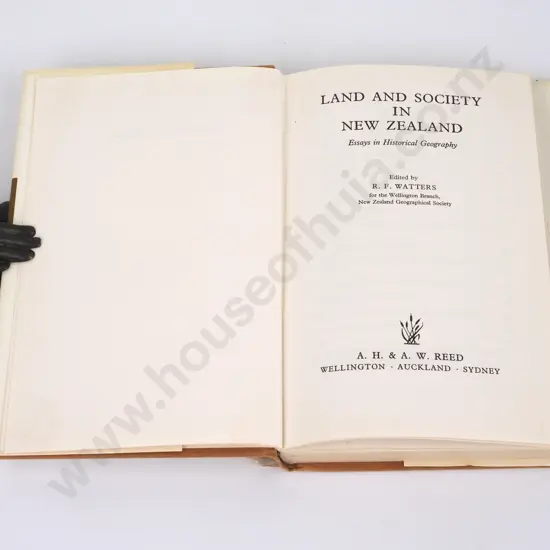 LAND AND SOCIETY
IN
NEW ZEALAND
Essays in Historical Geography
Edited by
R. F. WATTERS
for the Wellington Branch,
New Zealand Geographical Society
A. H. & A. W. REED
WELLINGTON · AUCKLAND · SYDNEY
www.houseofhuia.co.nz